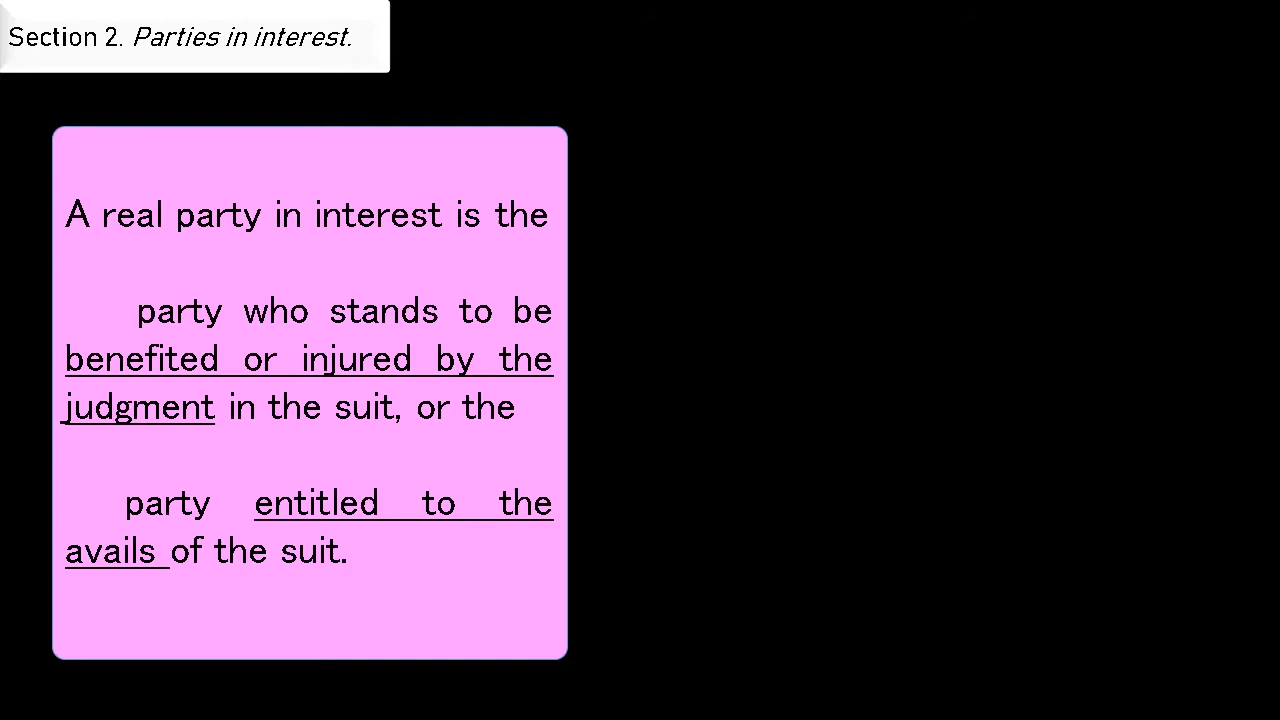 Section 2. Parties in interest.
A real party in interest is the
party who stands to be
benefited or injured by the
judgment in the suit, or the
party entitled to the
avails of the suit.